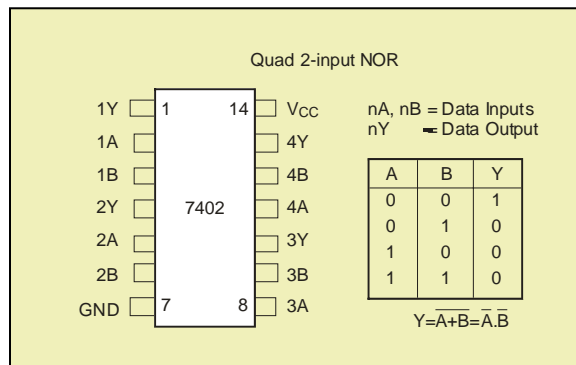 Quad 2-input NOR
1Y 1 14 VCC
1A 4Y
1B 4B
2Y 7402 4A
2A 3Y
2B 3B
GND 7 8 3A
nA, nB = Data Inputs
nY = Data Output
A B Y
0 0 1
0 1 0
1 0 0
1 1 0
Y=A̅+̅B̅=A̅.B̅